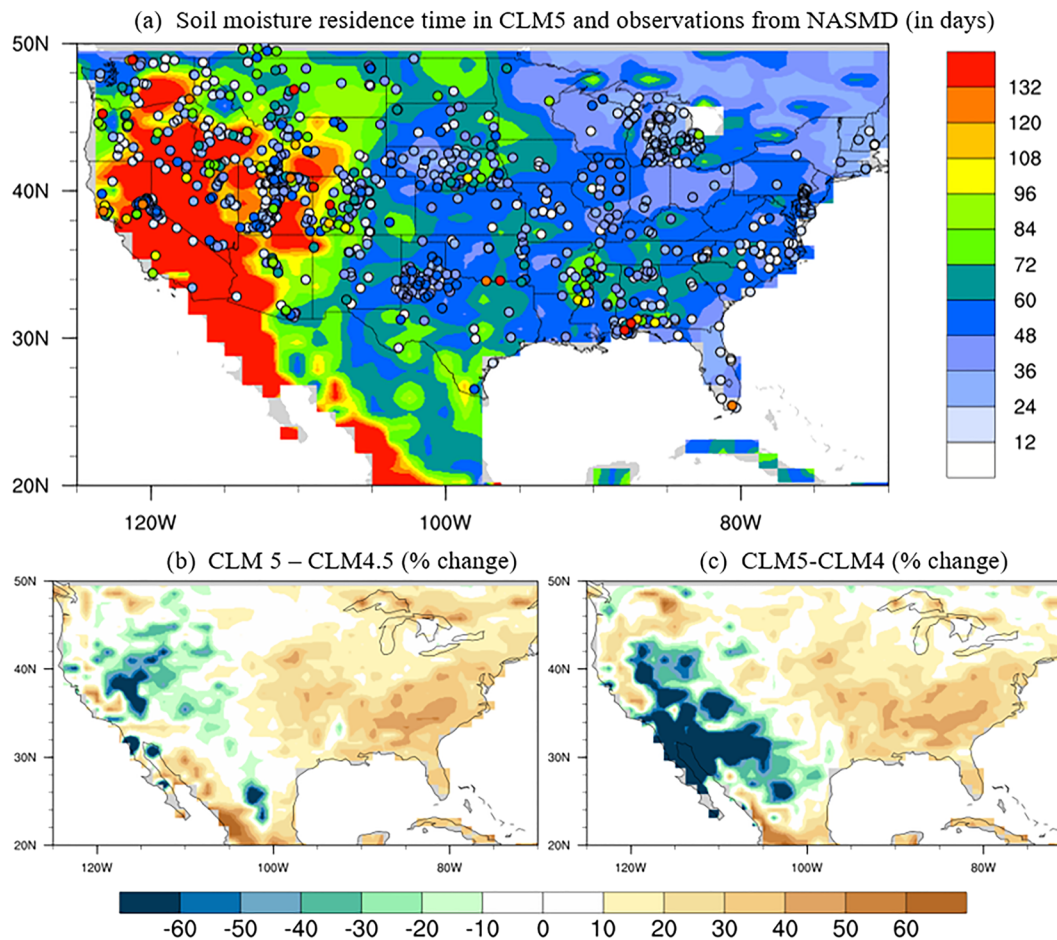 (a) Soil moisture residence time in CLM5 and observations from NASMD (in days)
50N
40N
30N
20N
120W 100W 80W
132
120
108
96
84
72
60
48
36
24
12
(b) CLM 5 – CLM4.5 (% change)
50N
40N
30N
20N
120W 100W 80W
(c) CLM5-CLM4 (% change)
50N
40N
30N
20N
120W 100W 80W
-60 -50 -40 -30 -20 -10 0 10 20 30 40 50 60